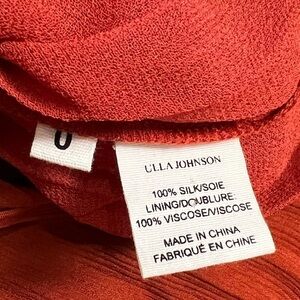 0
ULLA JOHNSON
100% SILK/SOIE
LINING/DOUBLURE:
100% VISCOSE/VISCOSE
MADE IN CHINA
FABRIQUÉ EN CHINE